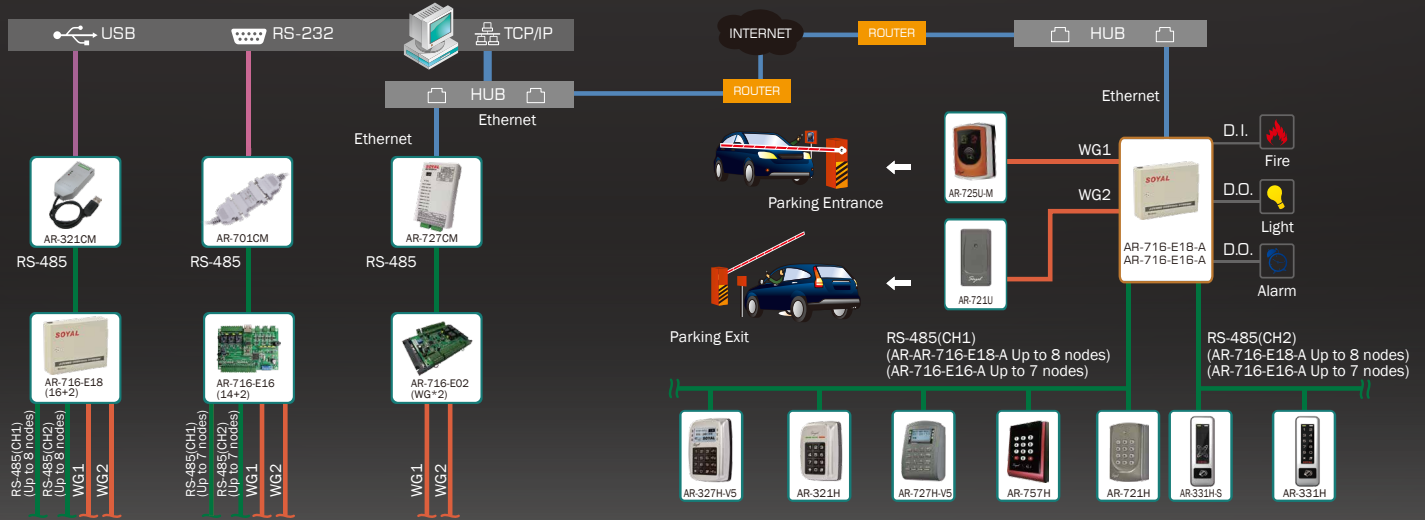 USB
RS-232
TCP/IP
HUB
Ethernet
Ethernet
INTERNET
ROUTER
ROUTER
HUB
Ethernet
AR-321CM
RS-485
AR-701CM
RS-485
SOYAL
AR-727CM
RS-485
SOYAL
AR-716-E18
(16+2)
AR-716-E16
(14+2)
AR-716-E02
(WG*2)
RS-485(CH1)
(Up to 8 nodes)
RS-485(CH2)
(Up to 8 nodes)
WG1
WG2
RS-485(CH1)
(Up to 7 nodes)
RS-485(CH2)
(Up to 7 nodes)
WG1
WG2
WG1
WG2
Parking Entrance
Parking Exit
AR-725U-M
AR-721U
WG1
WG2
SOYAL
AR-716-E18-A
AR-716-E16-A
D.I.
Fire
D.O.
Light
D.O.
Alarm
RS-485(CH1)
(AR-AR-716-E18-A Up to 8 nodes)
(AR-716-E16-A Up to 7 nodes)
RS-485(CH2)
(AR-716-E18-A Up to 8 nodes)
(AR-716-E16-A Up to 7 nodes)
SOYAL
AR-327H-V5
AR-321H
AR-727H-V5
AR-757H
AR-721H
AR-331H-S
AR-331H